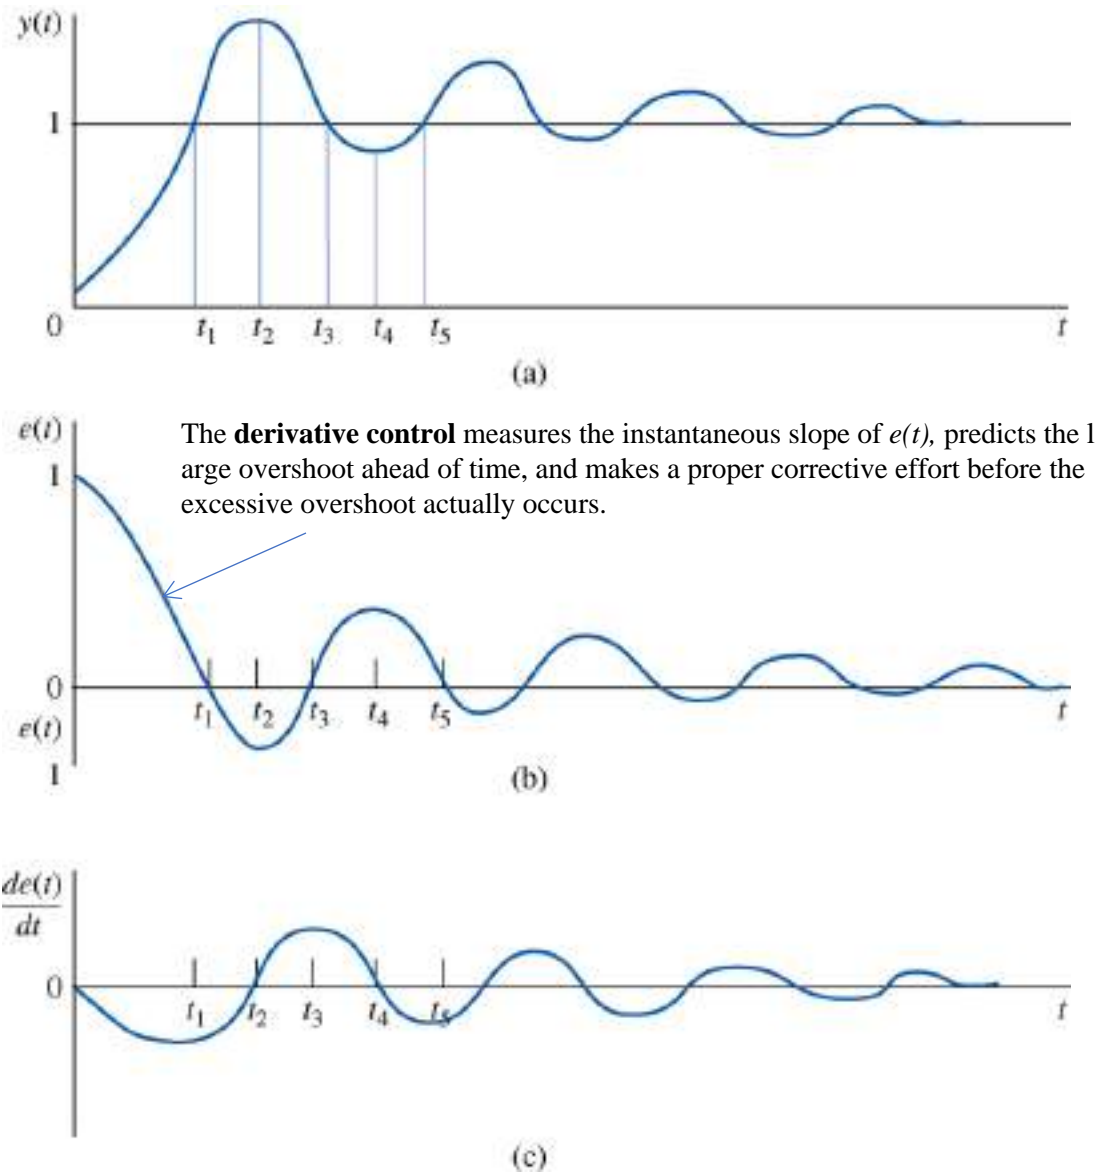 y(t)
1
0 t₁ t₂ t₃ t₄ t₅ t
(a)
e(t)
The derivative control measures the instantaneous slope of e(t), predicts the l
1
arge overshoot ahead of time, and makes a proper corrective effort before the
excessive overshoot actually occurs.
0
t₁ t₂ t₃ t₄ t₅ t
e(t)
1
(b)
de(t)
dt
0
t₁ t₂ t₃ t₄ t₅ t
(c)